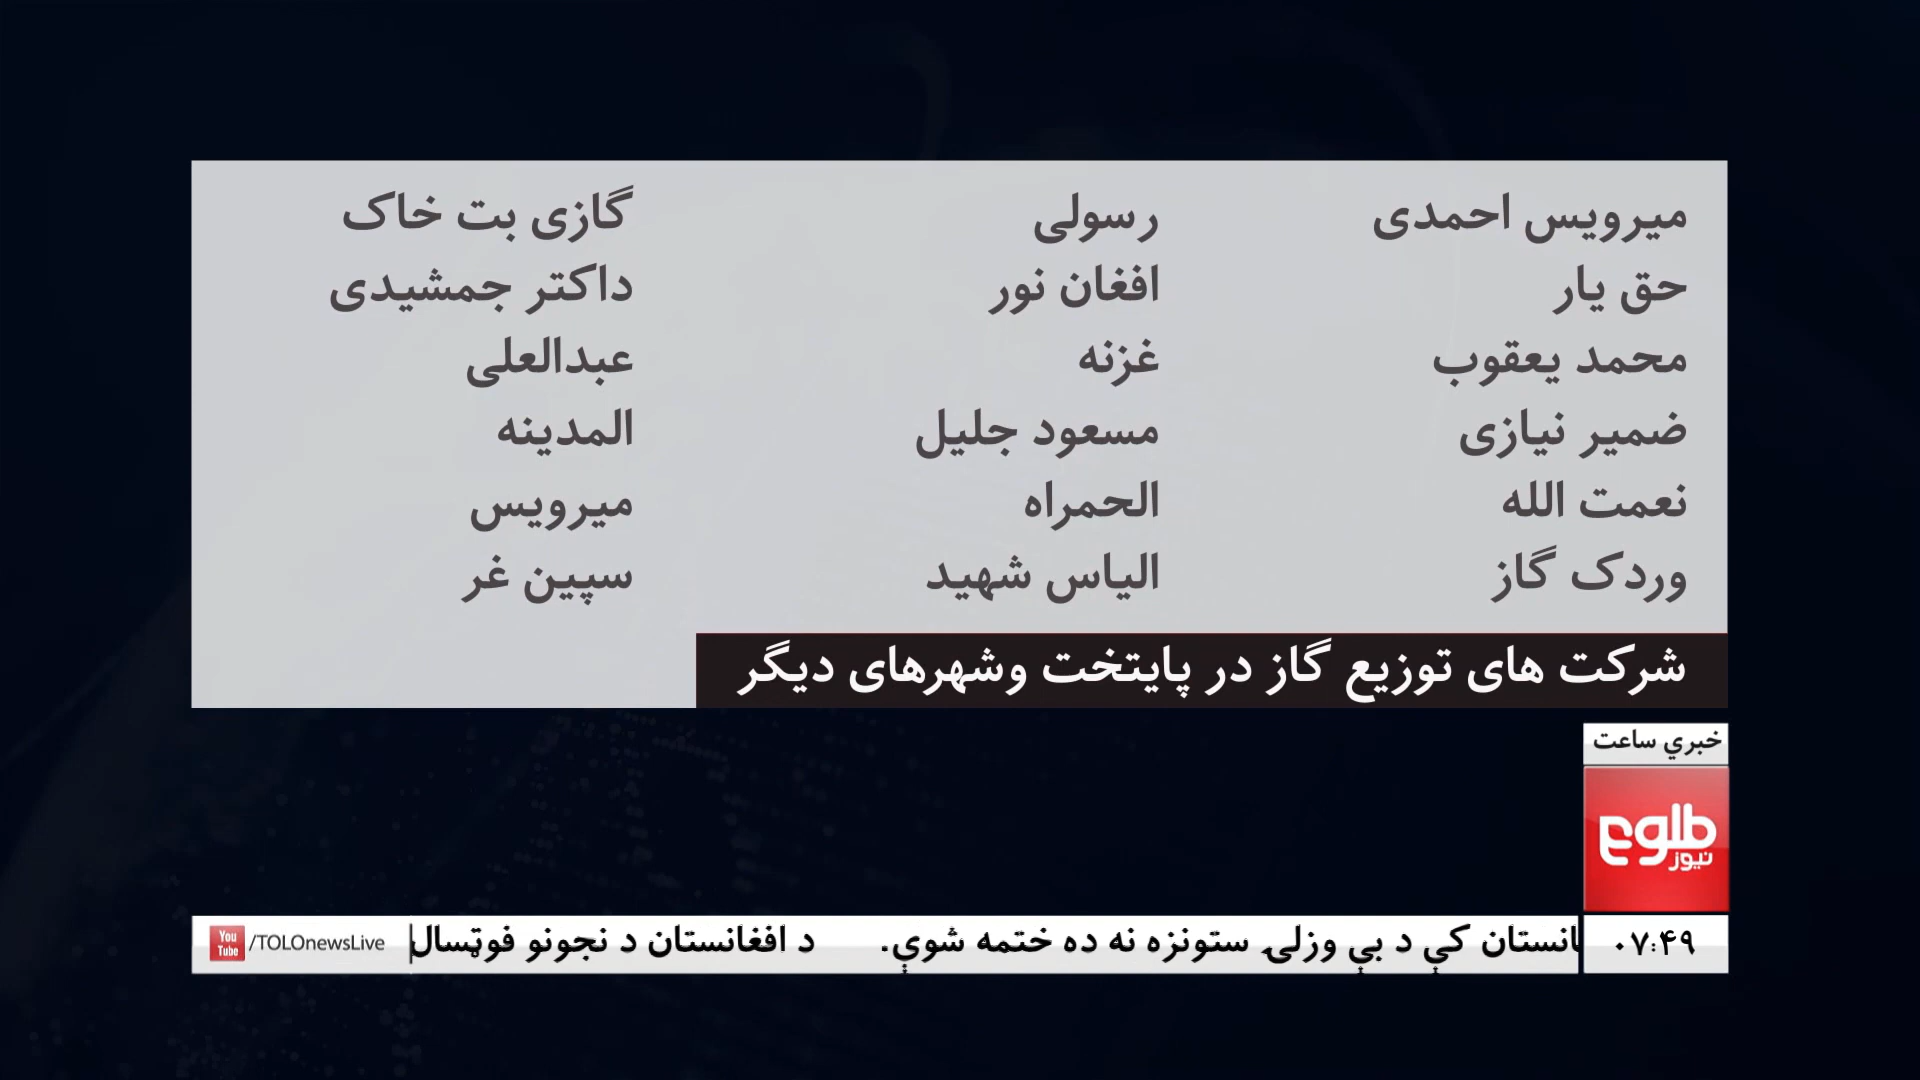 میرویس احمدی
حق یار
محمد یعقوب
ضمیر نیازی
نعمت الله
وردک گاز
رسولی
افغان نور
غزنه
مسعود جلیل
الحمراه
الیاس شهید
گازی بت خاک
داکتر جمشیدی
عبدالعلی
المدینه
میرویس
سپین غر
شرکت های توزیع گاز در پایتخت وشهرهای دیگر
خبري ساعت
طلوع
نیوز
۰۷:۴۹
انستان کې د بې وزلۍ ستونزه نه ده ختمه شوې. د افغانستان د نجونو فوټسال
You Tube /TOLOnewsLive